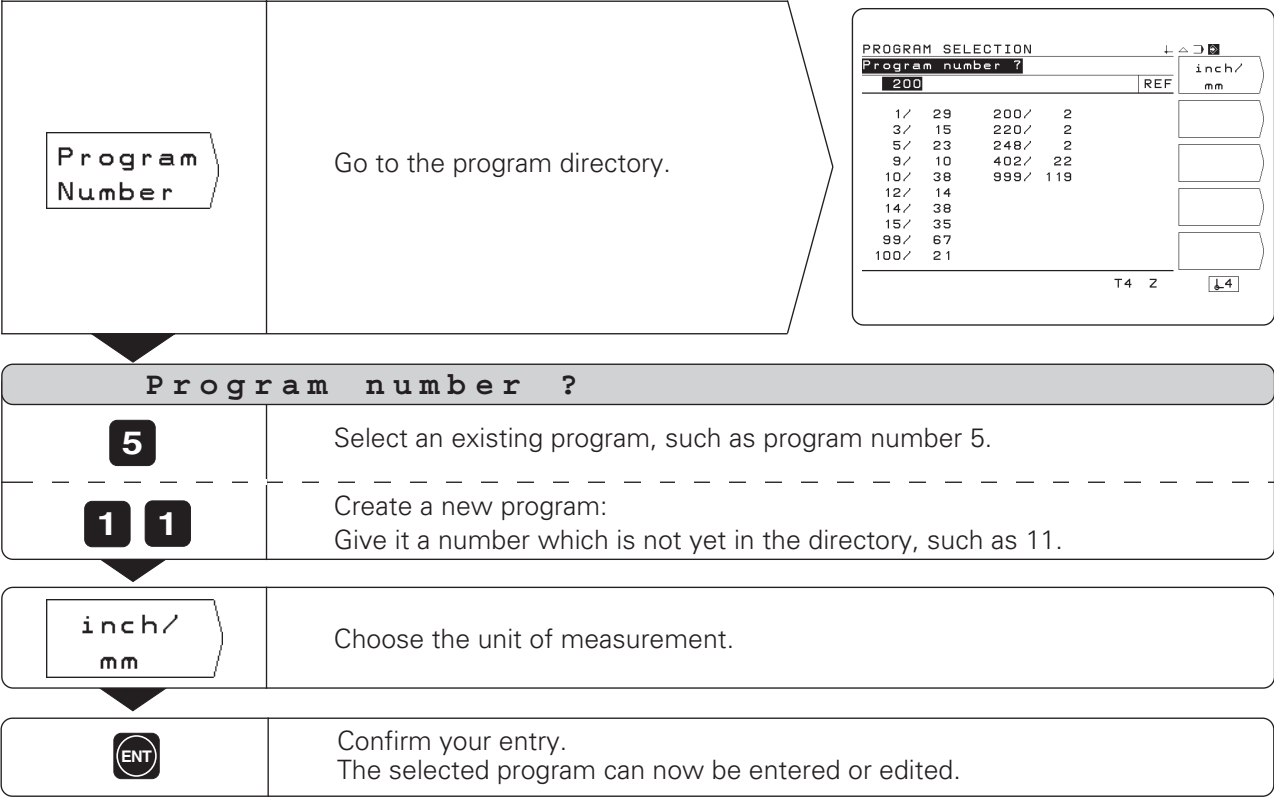 Program
Number
Go to the program directory.
PROGRAM SELECTION
Program number ?
200
REF
inch/
mm
1/ 29 200/ 2
3/ 15 220/ 2
5/ 23 248/ 2
9/ 10 402/ 22
10/ 38 999/ 119
12/ 14
14/ 38
15/ 35
99/ 67
100/ 21
T4 Z
4
Program number ?
5
Select an existing program, such as program number 5.
1 1
Create a new program:
Give it a number which is not yet in the directory, such as 11.
inch/
mm
Choose the unit of measurement.
ENT
Confirm your entry.
The selected program can now be entered or edited.